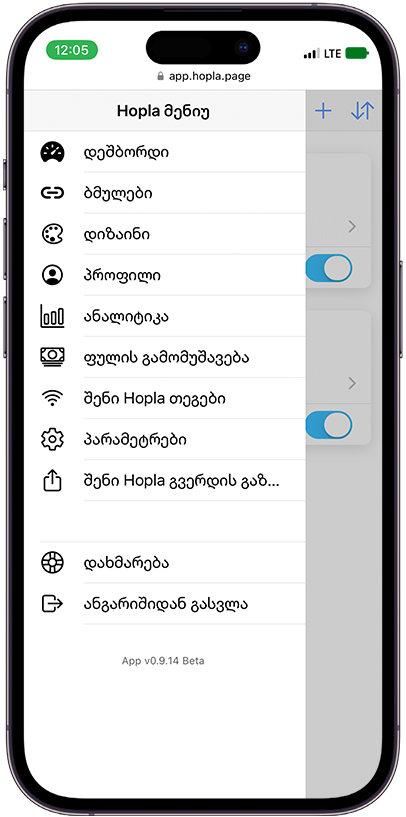 12:05
LTE
app.hopla.page
Hopla მენიუ
დეშბორდი
ბმულები
დიზაინი
პროფილი
ანალიტიკა
ფულის გამომუშავება
შენი Hopla თეგები
პარამეტრები
შენი Hopla გვერდის გაზ...
დახმარება
ანგარიშიდან გასვლა
App v0.9.14 Beta